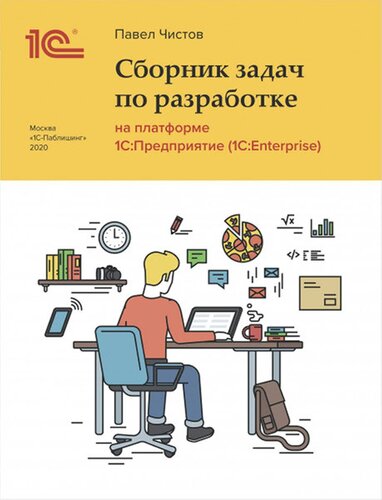 1С®
Павел Чистов
Сборник задач
по разработке
на платформе
1С:Предприятие (1C:Enterprise)
Москва
«1С-Паблишинг»
2020
√x
</>